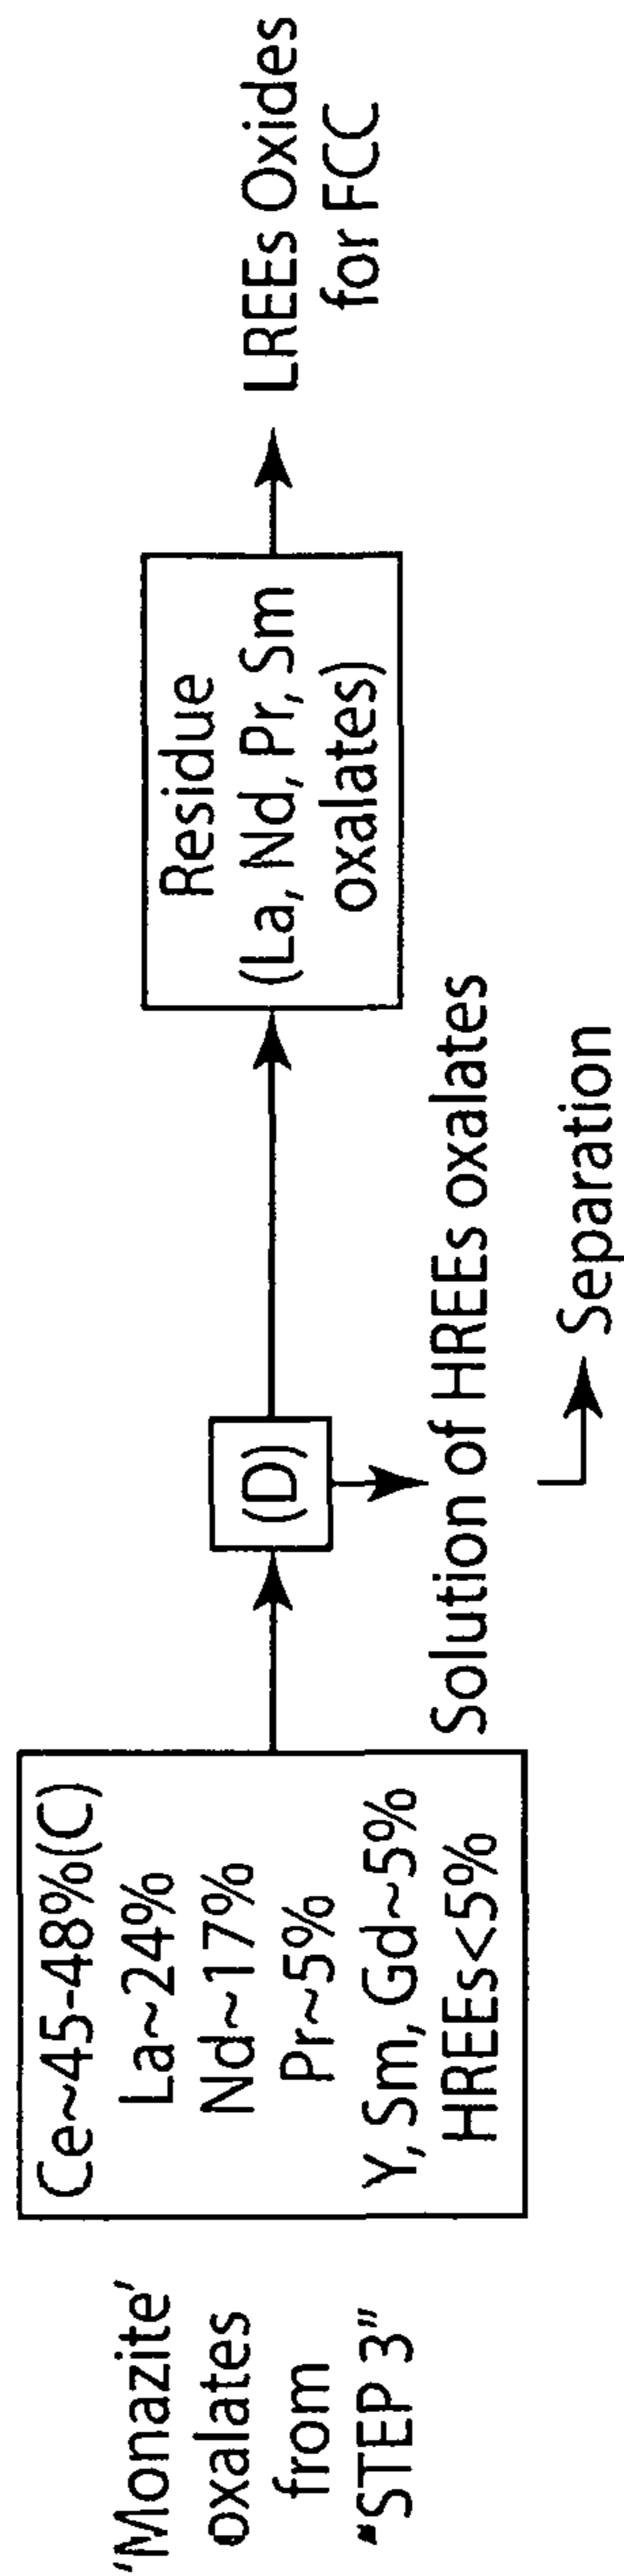 'Monazite'
oxalates
from
"STEP 3"
Ce~45-48%(C)
La~24%
Nd~17%
Pr~5%
Y, Sm, Gd~5%
HREEs<5%
(D)
Solution of HREEs oxalates
Separation
Residue
(La, Nd, Pr, Sm
oxalates)
LREEs Oxides
for FCC